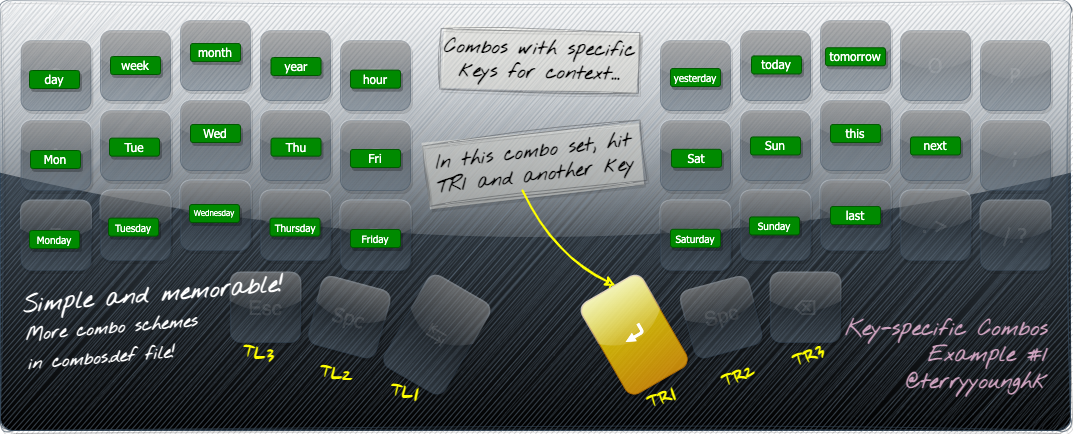 day
week
month
year
hour
Combos with specific
Keys for context...
yesterday
today
tomorrow
O
P
Mon
Tue
Wed
Thu
Fri
In this combo set, hit
TR1 and another Key
Sat
Sun
this
next
;
Monday
Tuesday
Wednesday
Thursday
Friday
Saturday
Sunday
last
. >
/ ?
Simple and memorable!
More combo schemes
in combos.def file!
Esc
Spc
Spc
TL3
TL2
TL1
TR1
TR2
TR3
Key-specific Combos
Example #1
@terryyounghk